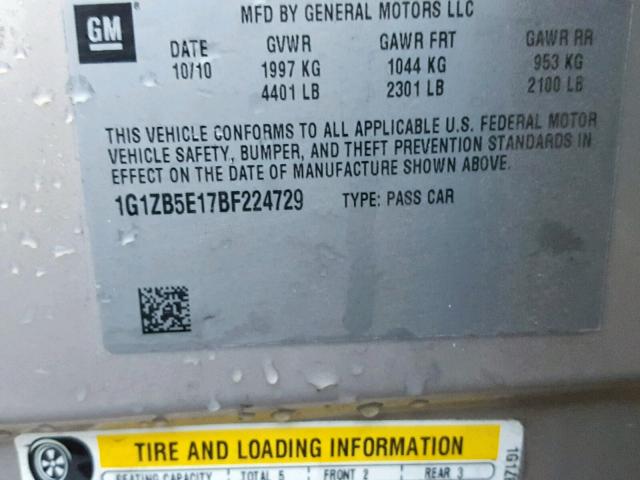 GM
MFD BY GENERAL MOTORS LLC
DATE GVWR GAWR FRT GAWR RR
10/10 1997 KG 1044 KG 953 KG
4401 LB 2301 LB 2100 LB
THIS VEHICLE CONFORMS TO ALL APPLICABLE U.S. FEDERAL MOTOR
VEHICLE SAFETY, BUMPER, AND THEFT PREVENTION STANDARDS IN
EFFECT ON THE DATE OF MANUFACTURE SHOWN ABOVE.
1G1ZB5E17BF224729 TYPE: PASS CAR
TIRE AND LOADING INFORMATION
SEATING CAPACITY TOTAL 5 FRONT 2 REAR 3
1G1Z